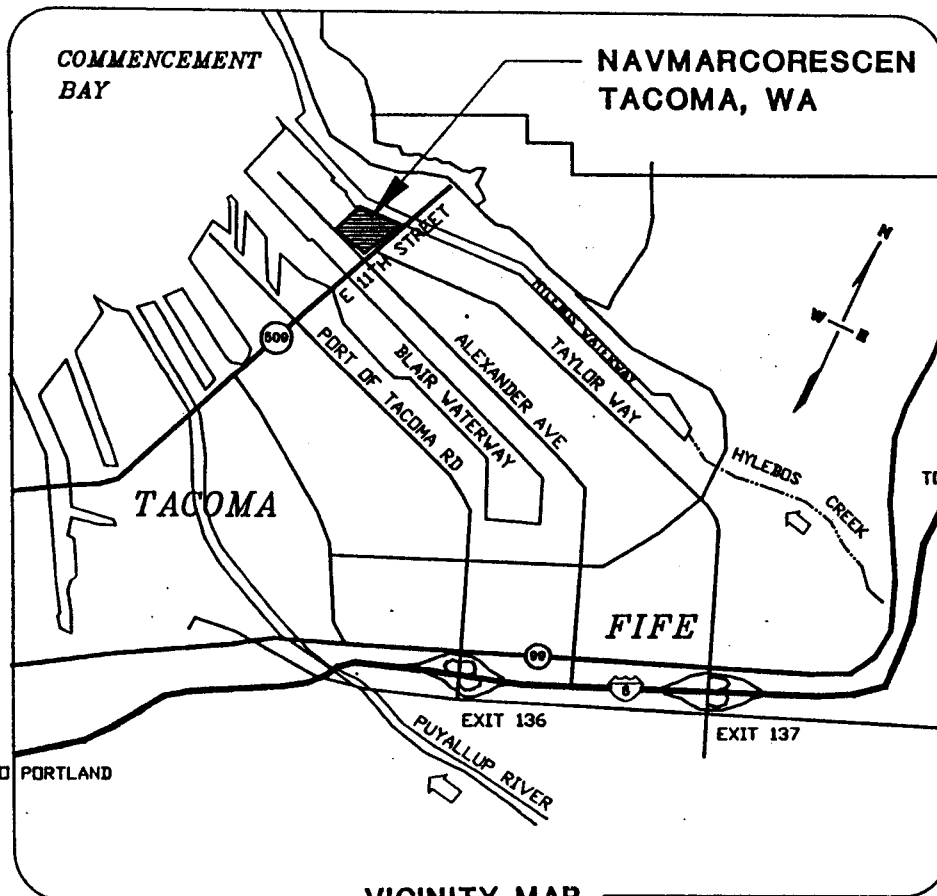 COMMENCEMENT
BAY
NAVMARCORESCEN
TACOMA, WA
N
W
E
E 11TH STREET
HYLEBOS WATERWAY
509
PORT OF TACOMA RD
BLAIR WATERWAY
ALEXANDER AVE
TAYLOR WAY
HYLEBOS
CREEK
TO
TACOMA
FIFE
99
5
EXIT 136
EXIT 137
PUYALLUP RIVER
O PORTLAND
VICINITY MAP